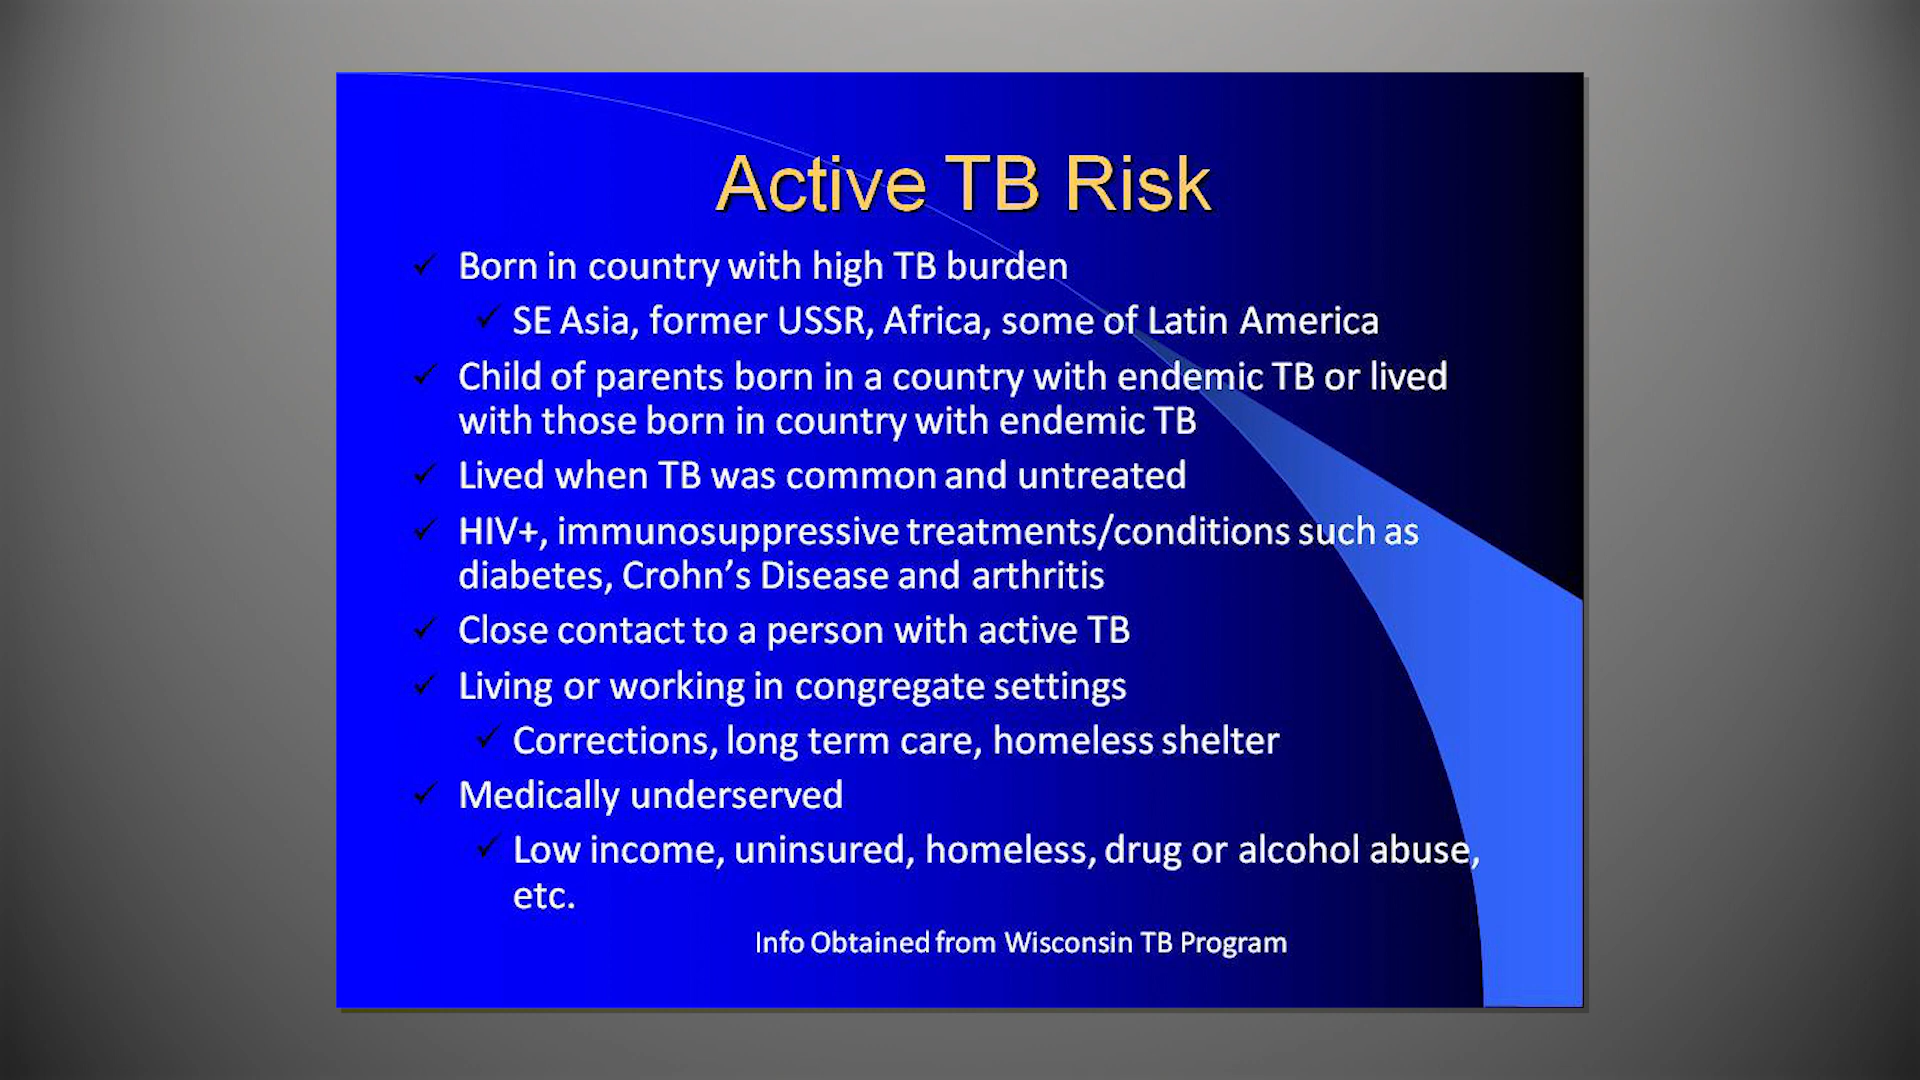 Active TB Risk
Born in country with high TB burden
SE Asia, former USSR, Africa, some of Latin America
Child of parents born in a country with endemic TB or lived
with those born in country with endemic TB
Lived when TB was common and untreated
HIV+, immunosuppressive treatments/conditions such as
diabetes, Crohn’s Disease and arthritis
Close contact to a person with active TB
Living or working in congregate settings
Corrections, long term care, homeless shelter
Medically underserved
Low income, uninsured, homeless, drug or alcohol abuse,
etc.
Info Obtained from Wisconsin TB Program